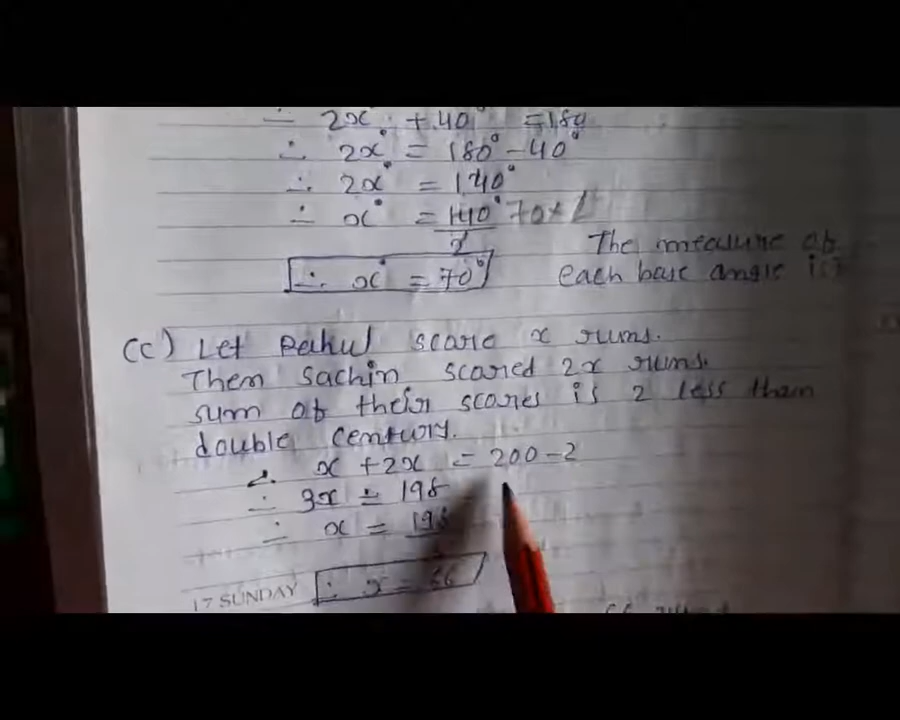 ∴ 2x° + 40° = 180
∴ 2x° = 180° - 40°
∴ 2x° = 140°
∴ x° = 140° 70 x 2
2
∴ x° = 70°
The measure of
each base angle is
(c) Let Rahul score x runs.
Then sachin scored 2x runs.
sum of their scores is 2 less than
double century.
∴ x + 2x = 200 - 2
∴ 3x = 198
∴ x = 198
17 SUNDAY
∴ x = 66